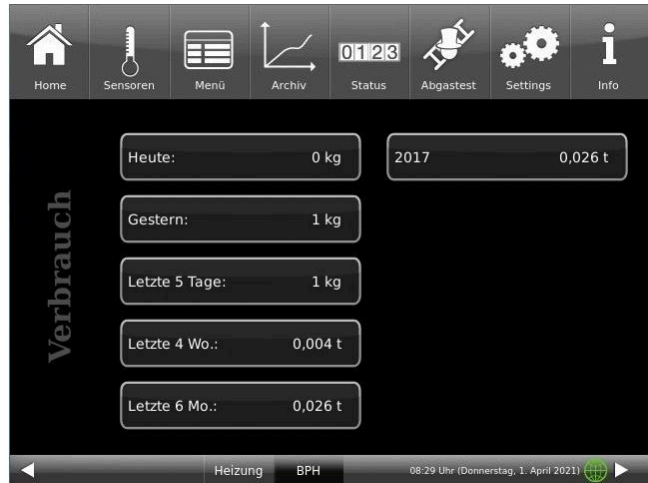 0123
Home Sensoren Menü Archiv Status Abgastest Settings Info
Verbrauch
Heute: 0 kg
2017 0,026 t
Gestern: 1 kg
Letzte 5 Tage: 1 kg
Letzte 4 Wo.: 0,004 t
Letzte 6 Mo.: 0,026 t
Heizung BPH 08:29 Uhr (Donnerstag, 1. April 2021)